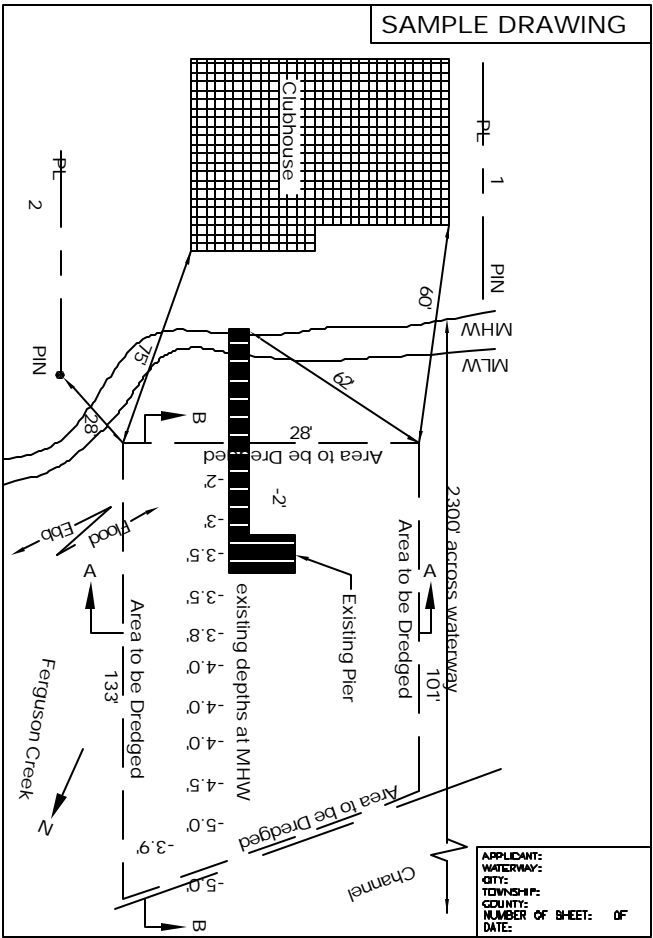 SAMPLE DRAWING
Clubhouse
PL
1
PIN
PL
2
PIN
MHW
MLW
60'
75'
62'
28'
28'
B
Area to be Dredged
-2'
-2'
-3'
-3.5'
-3.5'
-3.8'
-4.0'
-4.0'
-4.0'
-4.5'
-5.0'
-3.9'
-5.0'
existing depths at MHW
Existing Pier
Area to be Dredged
101'
2300' across waterway
A
A
Flood
Ebb
Area to be Dredged
133'
Ferguson Creek
N
Area to be Dredged
Channel
B
APPLICANT:
WATERWAY:
CITY:
TOWNSHIP:
COUNTY:
NUMBER OF SHEET: OF
DATE: